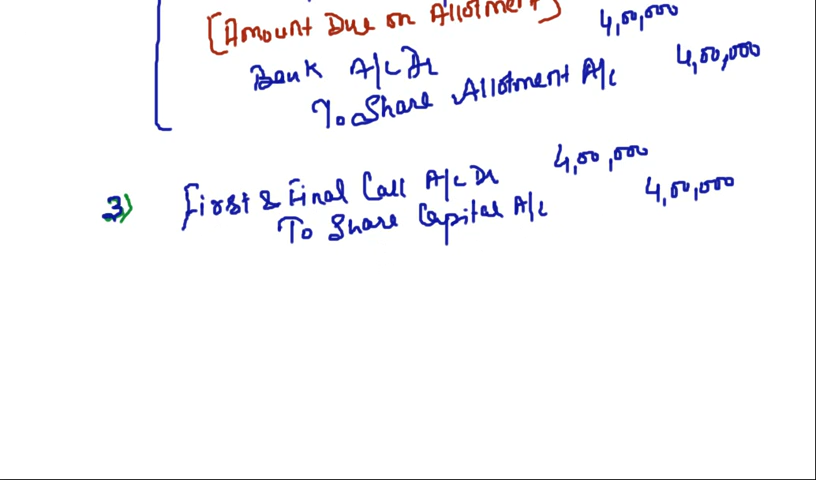 [Amount Due on Allotment]
Bank A/c Dr 4,00,000
To Share Allotment A/c 4,00,000
3) First & Final Call A/c Dr 4,00,000
To Share Capital A/c 4,00,000